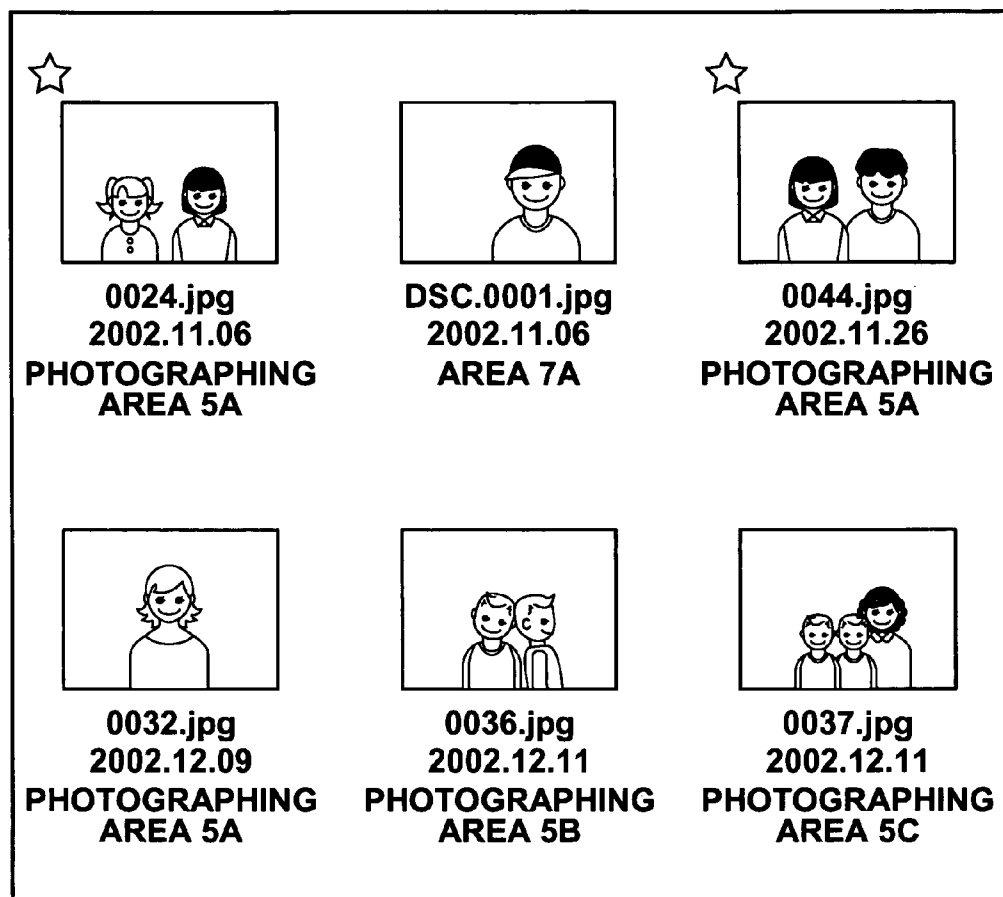 0024.jpg
2002.11.06
PHOTOGRAPHING
AREA 5A
DSC.0001.jpg
2002.11.06
AREA 7A
0044.jpg
2002.11.26
PHOTOGRAPHING
AREA 5A
0032.jpg
2002.12.09
PHOTOGRAPHING
AREA 5A
0036.jpg
2002.12.11
PHOTOGRAPHING
AREA 5B
0037.jpg
2002.12.11
PHOTOGRAPHING
AREA 5C